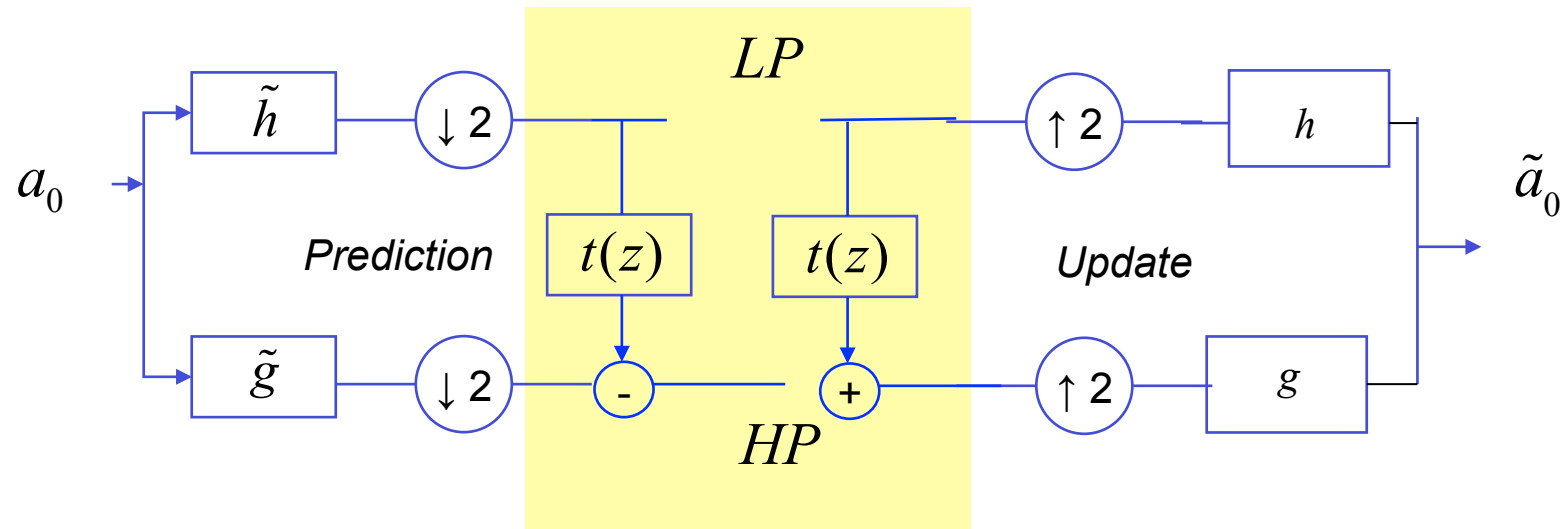 LP
h̃
↓ 2
↑ 2
h
a₀
ã₀
Prediction
t(z)
t(z)
Update
g̃
↓ 2
-
+
↑ 2
g
HP